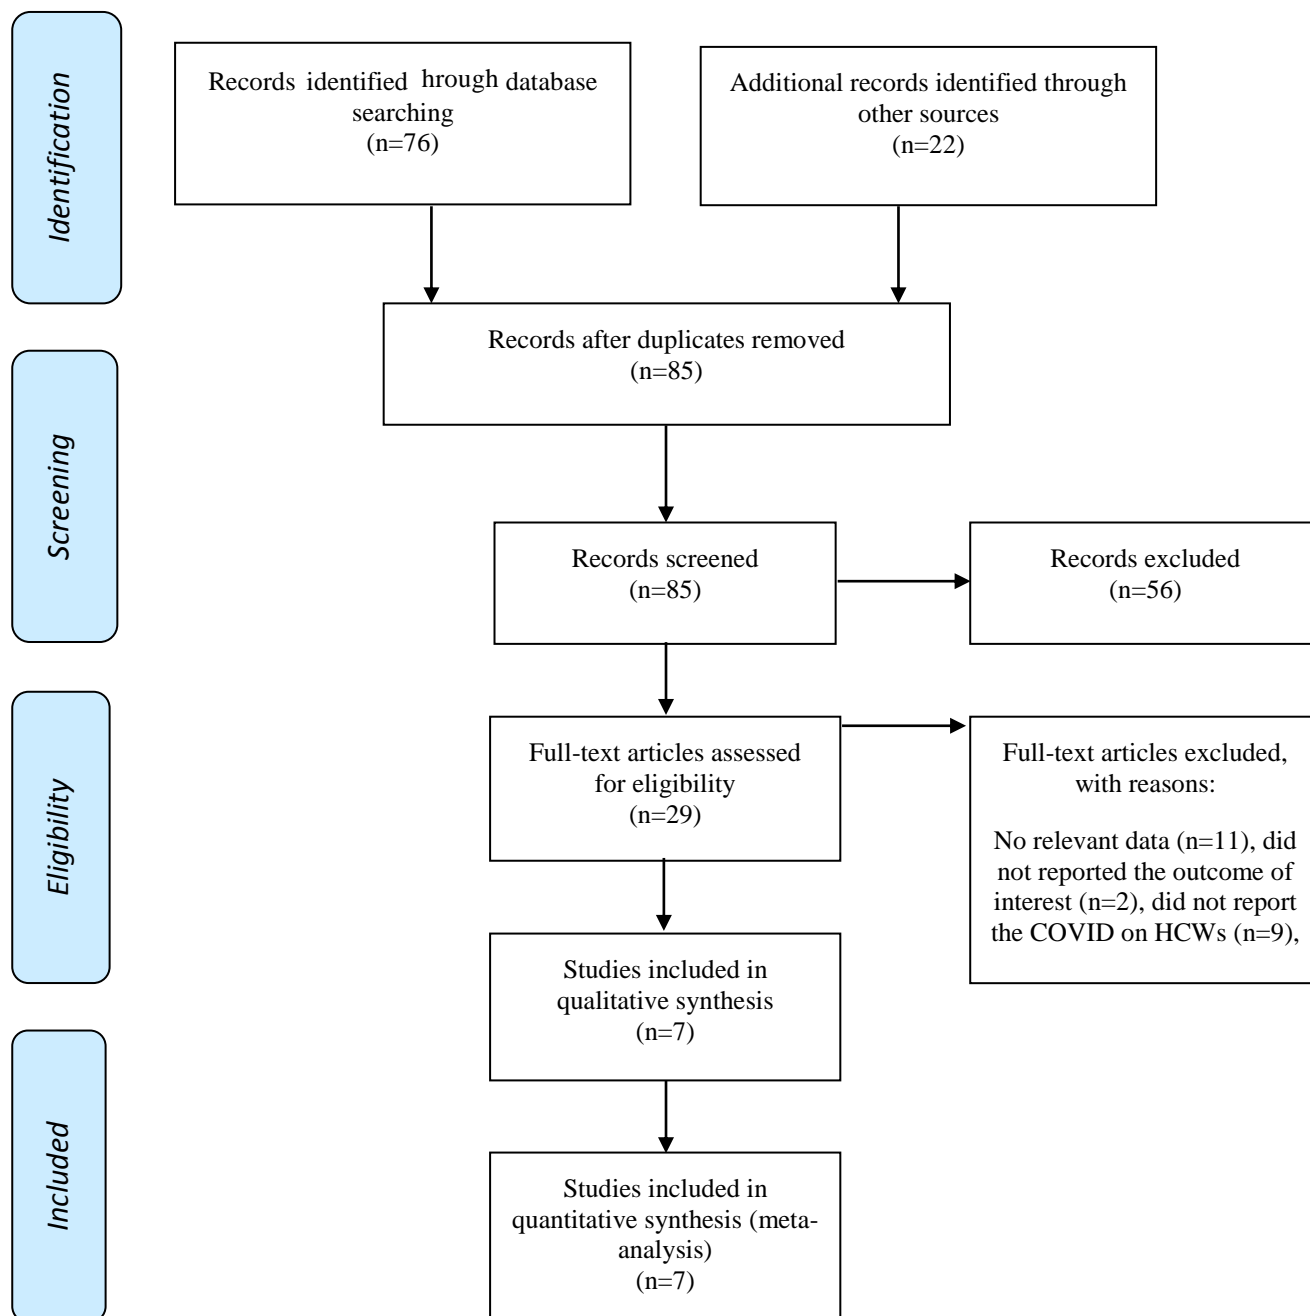 Identification
Records identified hrough database
searching
(n=76)
Additional records identified through
other sources
(n=22)
Records after duplicates removed
(n=85)
Screening
Records screened
(n=85)
Records excluded
(n=56)
Eligibility
Full-text articles assessed
for eligibility
(n=29)
Full-text articles excluded,
with reasons:
No relevant data (n=11), did
not reported the outcome of
interest (n=2), did not report
the COVID on HCWs (n=9),
Studies included in
qualitative synthesis
(n=7)
Included
Studies included in
quantitative synthesis (meta-
analysis)
(n=7)